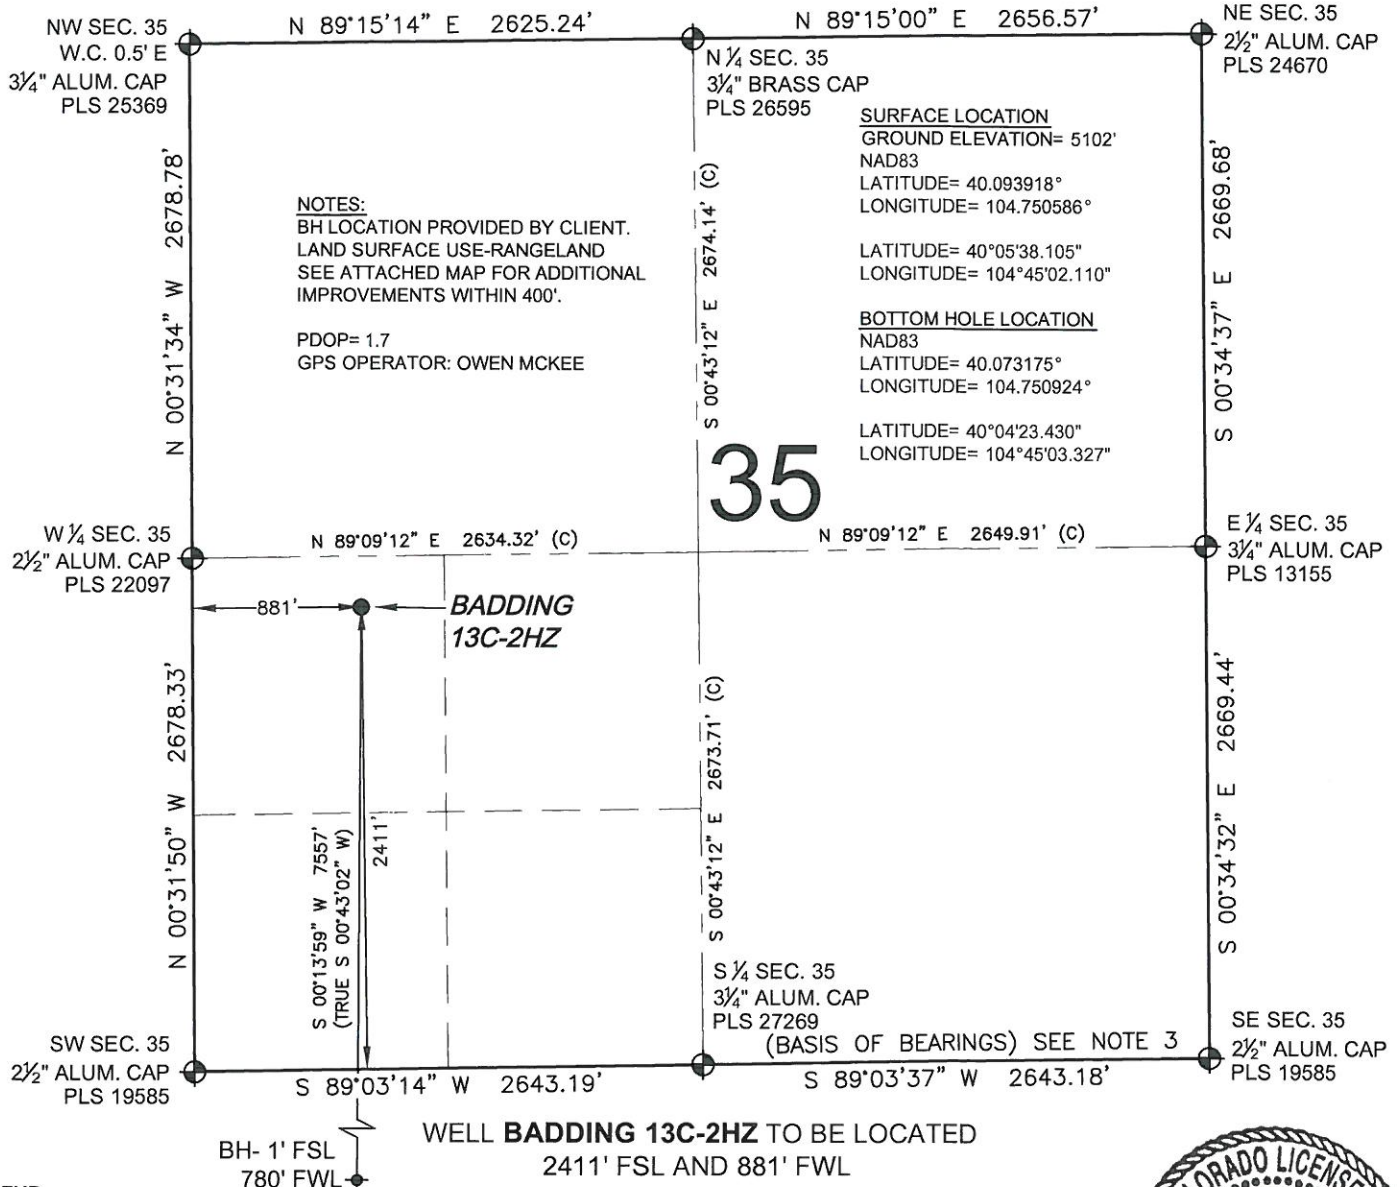 NW SEC. 35
W.C. 0.5' E
3¼" ALUM. CAP
PLS 25369
N 89°15'14" E 2625.24'
N 89°15'00" E 2656.57'
NE SEC. 35
2½" ALUM. CAP
PLS 24670
N ¼ SEC. 35
3¼" BRASS CAP
PLS 26595
SURFACE LOCATION
GROUND ELEVATION= 5102'
NAD83
LATITUDE= 40.093918°
LONGITUDE= 104.750586°
LATITUDE= 40°05'38.105"
LONGITUDE= 104°45'02.110"
BOTTOM HOLE LOCATION
NAD83
LATITUDE= 40.073175°
LONGITUDE= 104.750924°
LATITUDE= 40°04'23.430"
LONGITUDE= 104°45'03.327"
NOTES:
BH LOCATION PROVIDED BY CLIENT.
LAND SURFACE USE-RANGELAND
SEE ATTACHED MAP FOR ADDITIONAL
IMPROVEMENTS WITHIN 400'.
PDOP= 1.7
GPS OPERATOR: OWEN MCKEE
N 00°31'34" W 2678.78'
S 00°43'12" E 2674.14' (C)
S 00°34'37" E 2669.68'
35
W ¼ SEC. 35
2½" ALUM. CAP
PLS 22097
N 89°09'12" E 2634.32' (C)
N 89°09'12" E 2649.91' (C)
E ¼ SEC. 35
3¼" ALUM. CAP
PLS 13155
881'
BADDING
13C-2HZ
N 00°31'50" W 2678.33'
S 00°13'59" W 7557'
(TRUE S 00°43'02" W)
2411'
S 00°43'12" E 2673.71' (C)
S 00°34'32" E 2669.44'
S ¼ SEC. 35
3¼" ALUM. CAP
PLS 27269
(BASIS OF BEARINGS) SEE NOTE 3
SW SEC. 35
2½" ALUM. CAP
PLS 19585
S 89°03'14" W 2643.19'
S 89°03'37" W 2643.18'
SE SEC. 35
2½" ALUM. CAP
PLS 19585
BH- 1' FSL
780' FWL
WELL BADDING 13C-2HZ TO BE LOCATED
2411' FSL AND 881' FWL
ORADO LICENSE